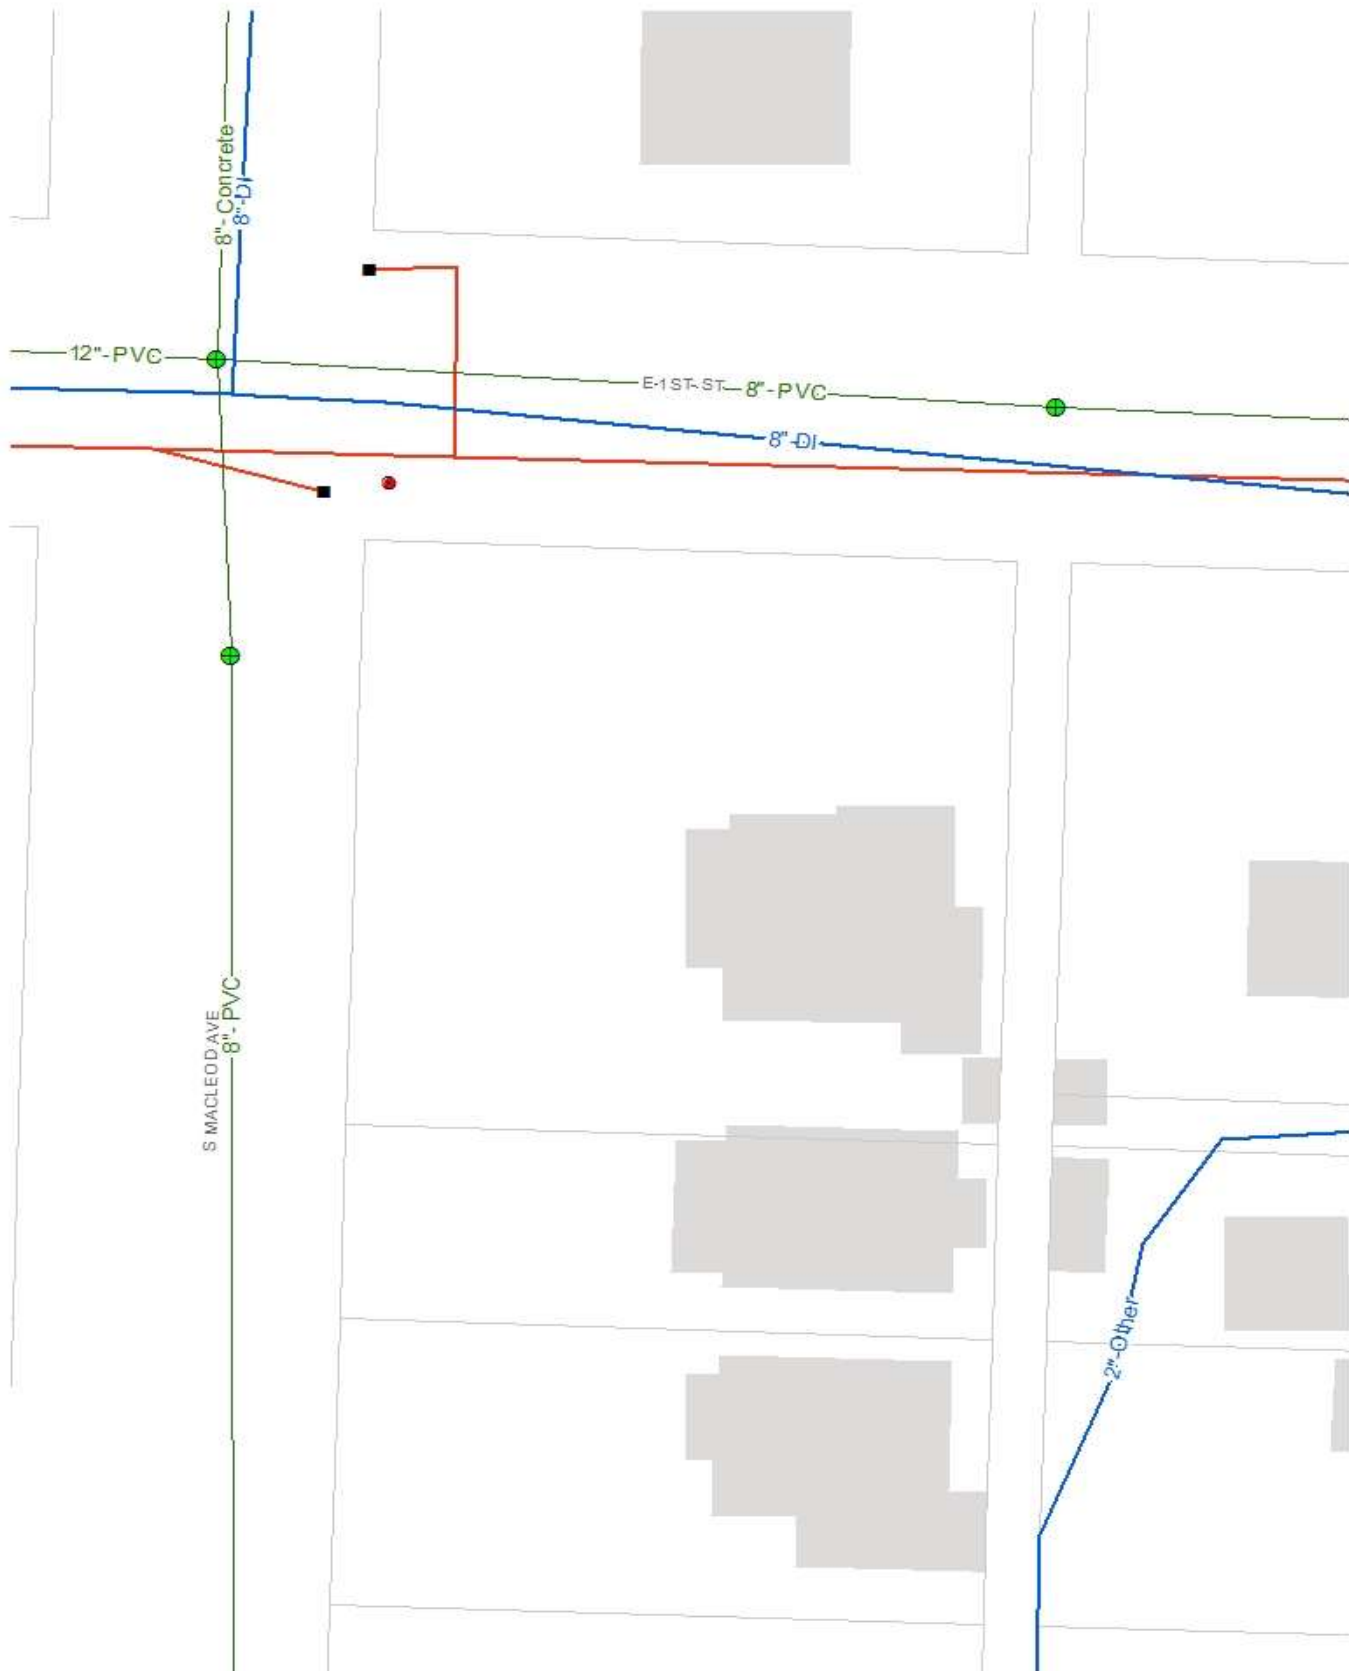 8"- Concrete
8"-DI
12"-PVC
E-1 ST-ST
8"-PVC
8"-DI
S MACLEOD AVE
8"-PVC
2"-Other